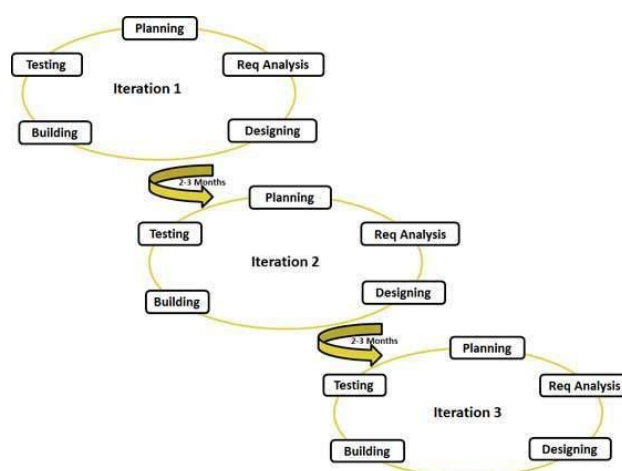 Planning
Testing
Req Analysis
Iteration 1
Building
Designing
2-3 Months
Planning
Testing
Req Analysis
Iteration 2
Designing
Building
2-3 Months
Planning
Testing
Req Analysis
Iteration 3
Building
Designing